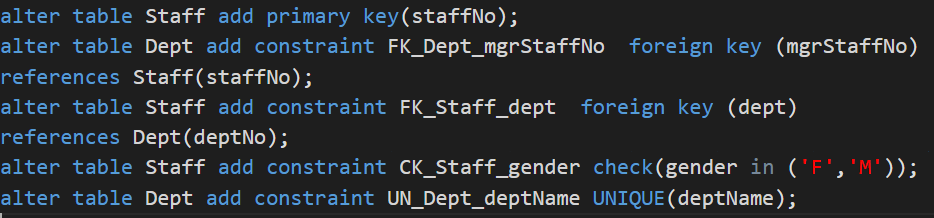 alter table Staff add primary key(staffNo);
alter table Dept add constraint FK_Dept_mgrStaffNo  foreign key (mgrStaffNo)
references Staff(staffNo);
alter table Staff add constraint FK_Staff_dept  foreign key (dept)
references Dept(deptNo);
alter table Staff add constraint CK_Staff_gender check(gender in ('F','M'));
alter table Dept add constraint UN_Dept_deptName UNIQUE(deptName);